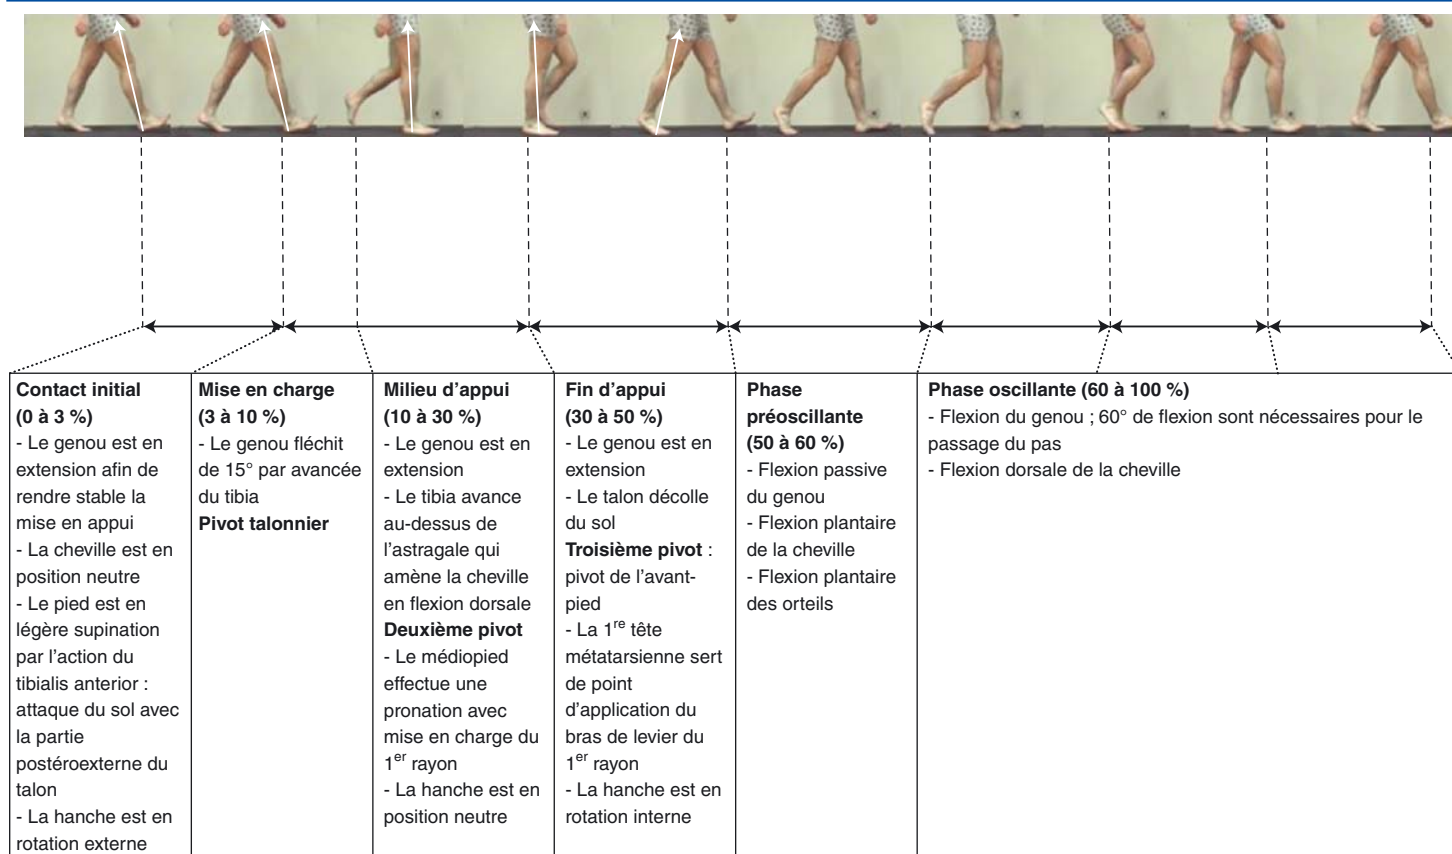 Contact initial
(0 à 3 %)
- Le genou est en
extension afin de
rendre stable la
mise en appui
- La cheville est en
position neutre
- Le pied est en
légère supination
par l’action du
tibialis anterior :
attaque du sol avec
la partie
postéroexterne du
talon
- La hanche est en
rotation externe
Mise en charge
(3 à 10 %)
- Le genou fléchit
de 15° par avancée
du tibia
Pivot talonnier
Milieu d’appui
(10 à 30 %)
- Le genou est en
extension
- Le tibia avance
au-dessus de
l’astragale qui
amène la cheville
en flexion dorsale
Deuxième pivot
- Le médiopied
effectue une
pronation avec
mise en charge du
1er rayon
- La hanche est en
position neutre
Fin d’appui
(30 à 50 %)
- Le genou est en
extension
- Le talon décolle
du sol
Troisième pivot :
pivot de l’avant-
pied
- La 1re tête
métatarsienne sert
de point
d’application du
bras de levier du
1er rayon
- La hanche est en
rotation interne
Phase
préoscillante
(50 à 60 %)
- Flexion passive
du genou
- Flexion plantaire
de la cheville
- Flexion plantaire
des orteils
Phase oscillante (60 à 100 %)
- Flexion du genou ; 60° de flexion sont nécessaires pour le
passage du pas
- Flexion dorsale de la cheville